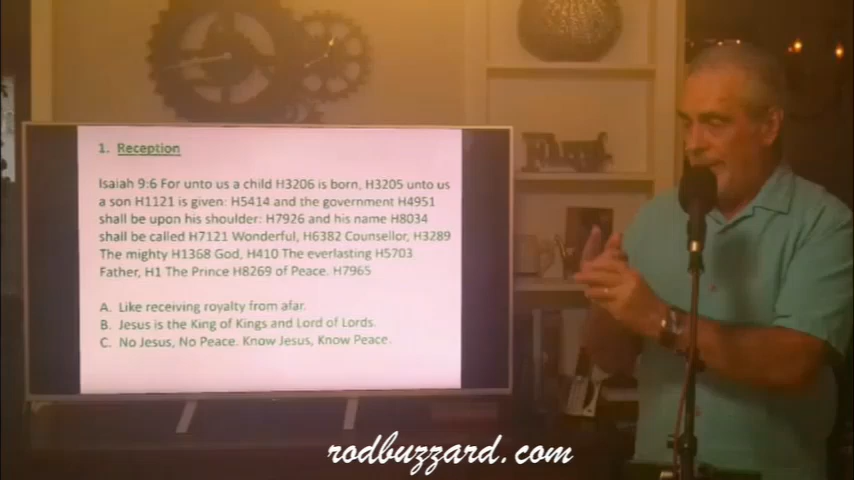 1. Reception
Isaiah 9:6 For unto us a child H3206 is born, H3205 unto us
a son H1121 is given: H5414 and the government H4951
shall be upon his shoulder: H7926 and his name H8034
shall be called H7121 Wonderful, H6382 Counsellor, H3289
The mighty H1368 God, H410 The everlasting H5703
Father, H1 The Prince H8269 of Peace. H7965
A. Like receiving royalty from afar.
B. Jesus is the King of Kings and Lord of Lords.
C. No Jesus, No Peace. Know Jesus, Know Peace.
rodbuzzard.com